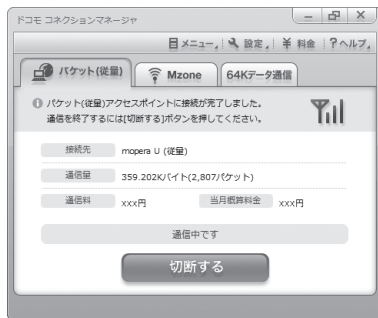 ドコモ コネクションマネージャ
メニュー 設定 ¥ 料金 ? ヘルプ
パケット(従量) Mzone 64Kデータ通信
パケット(従量)アクセスポイントに接続が完了しました。
通信を終了するには[切断する]ボタンを押してください。
接続先 mopera U (従量)
通信量 359.202Kバイト(2,807パケット)
通信料 xxx円 当月概算料金 xxx円
通信中です
切断する